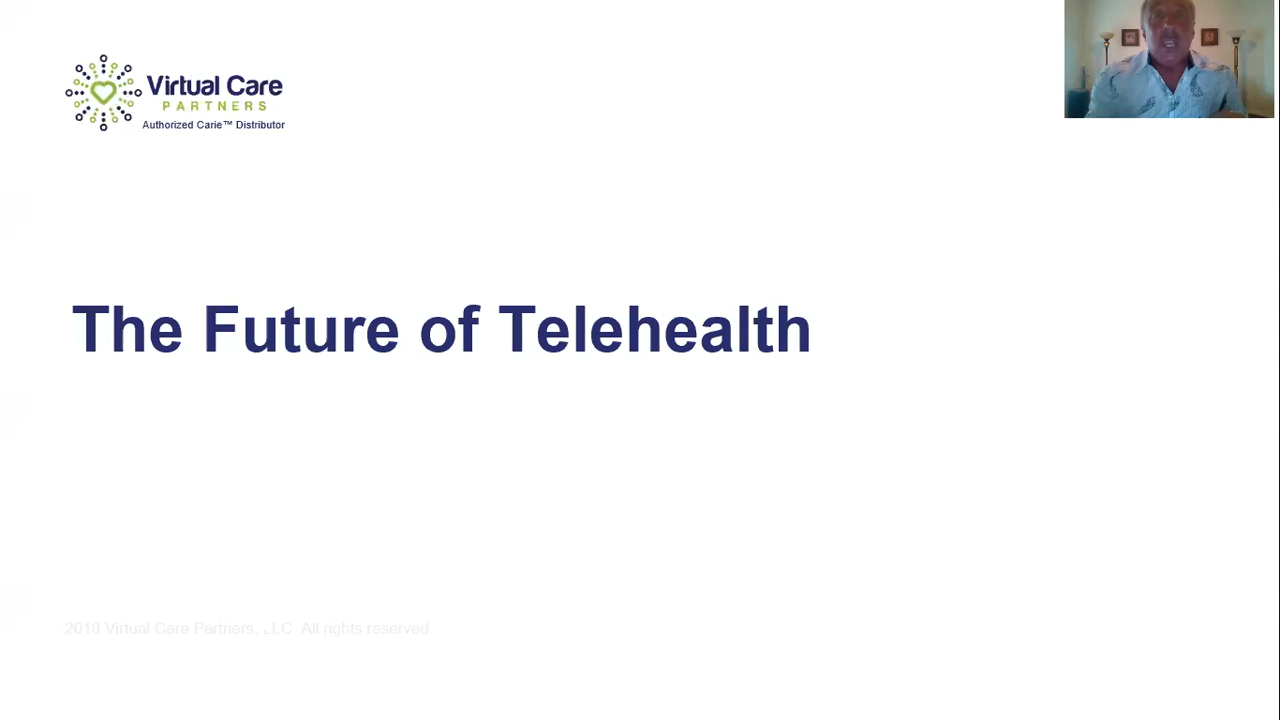 Virtual Care
PARTNERS
Authorized Carie™ Distributor
The Future of Telehealth
2018 Virtual Care Partners, LLC. All rights reserved.